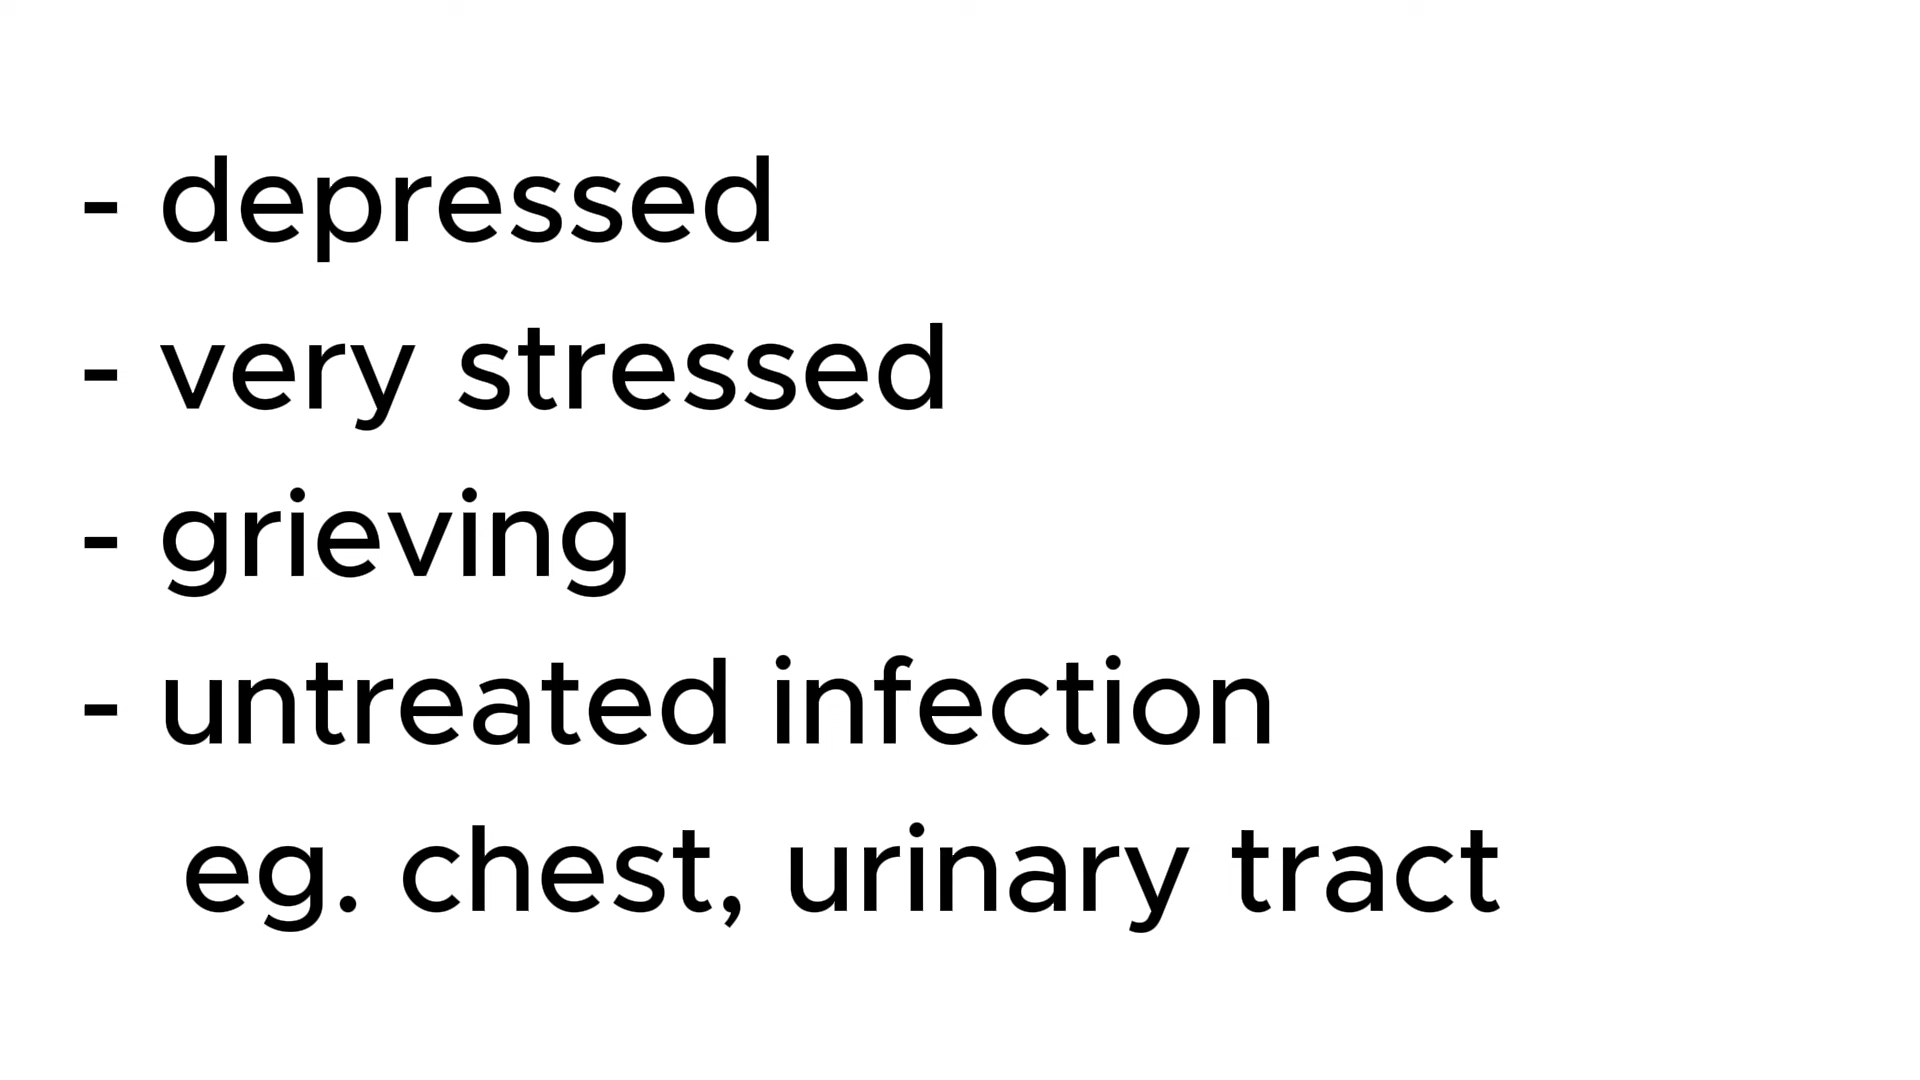 - depressed
- very stressed
- grieving
- untreated infection
eg. chest, urinary tract